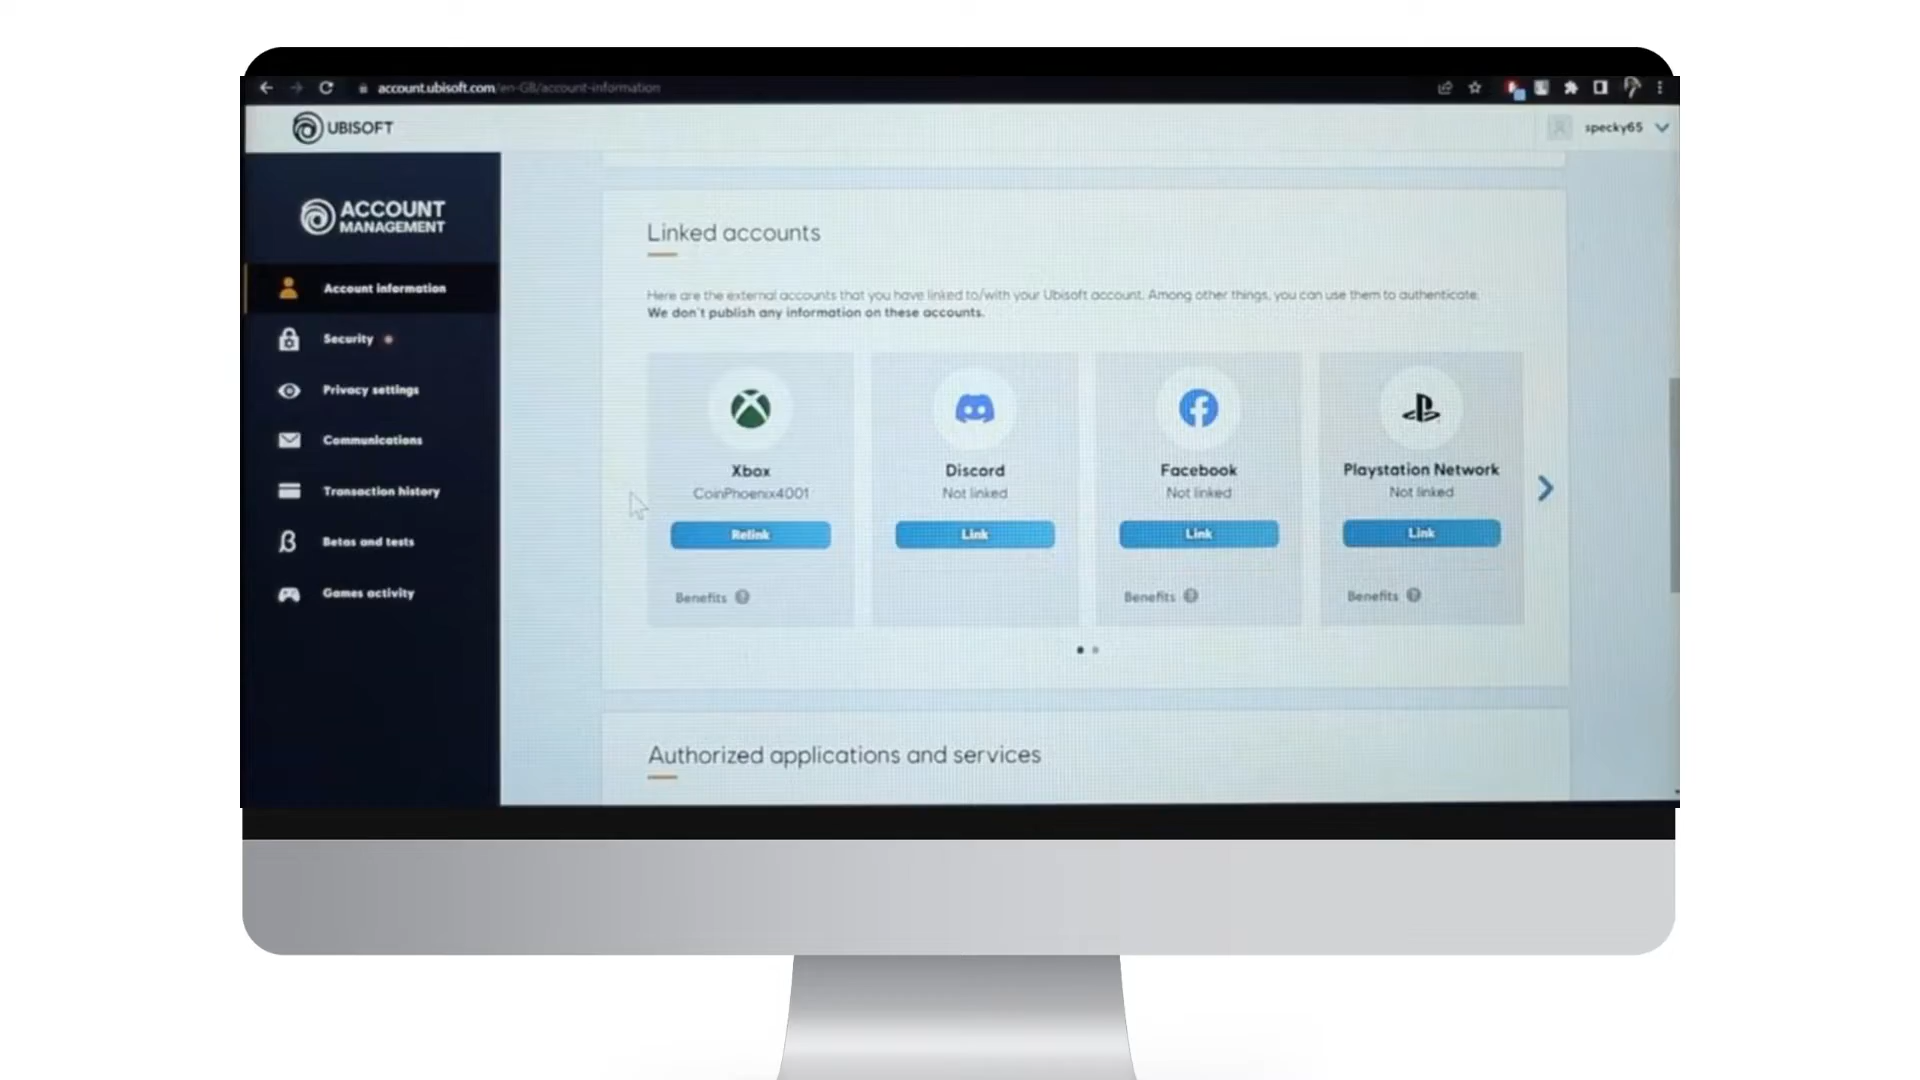 account.ubisoft.com/en-GB/account-information
UBISOFT
specky65
ACCOUNT
MANAGEMENT
Account information
Security
Privacy settings
Communications
Transaction history
Betas and tests
Games activity
Linked accounts
Here are the external accounts that you have linked to/with your Ubisoft account. Among other things, you can use them to authenticate.
We don't publish any information on these accounts.
Xbox
CoinPhoenix4001
Relink
Benefits
Discord
Not linked
Link
Facebook
Not linked
Link
Benefits
Playstation Network
Not linked
Link
Benefits
Authorized applications and services